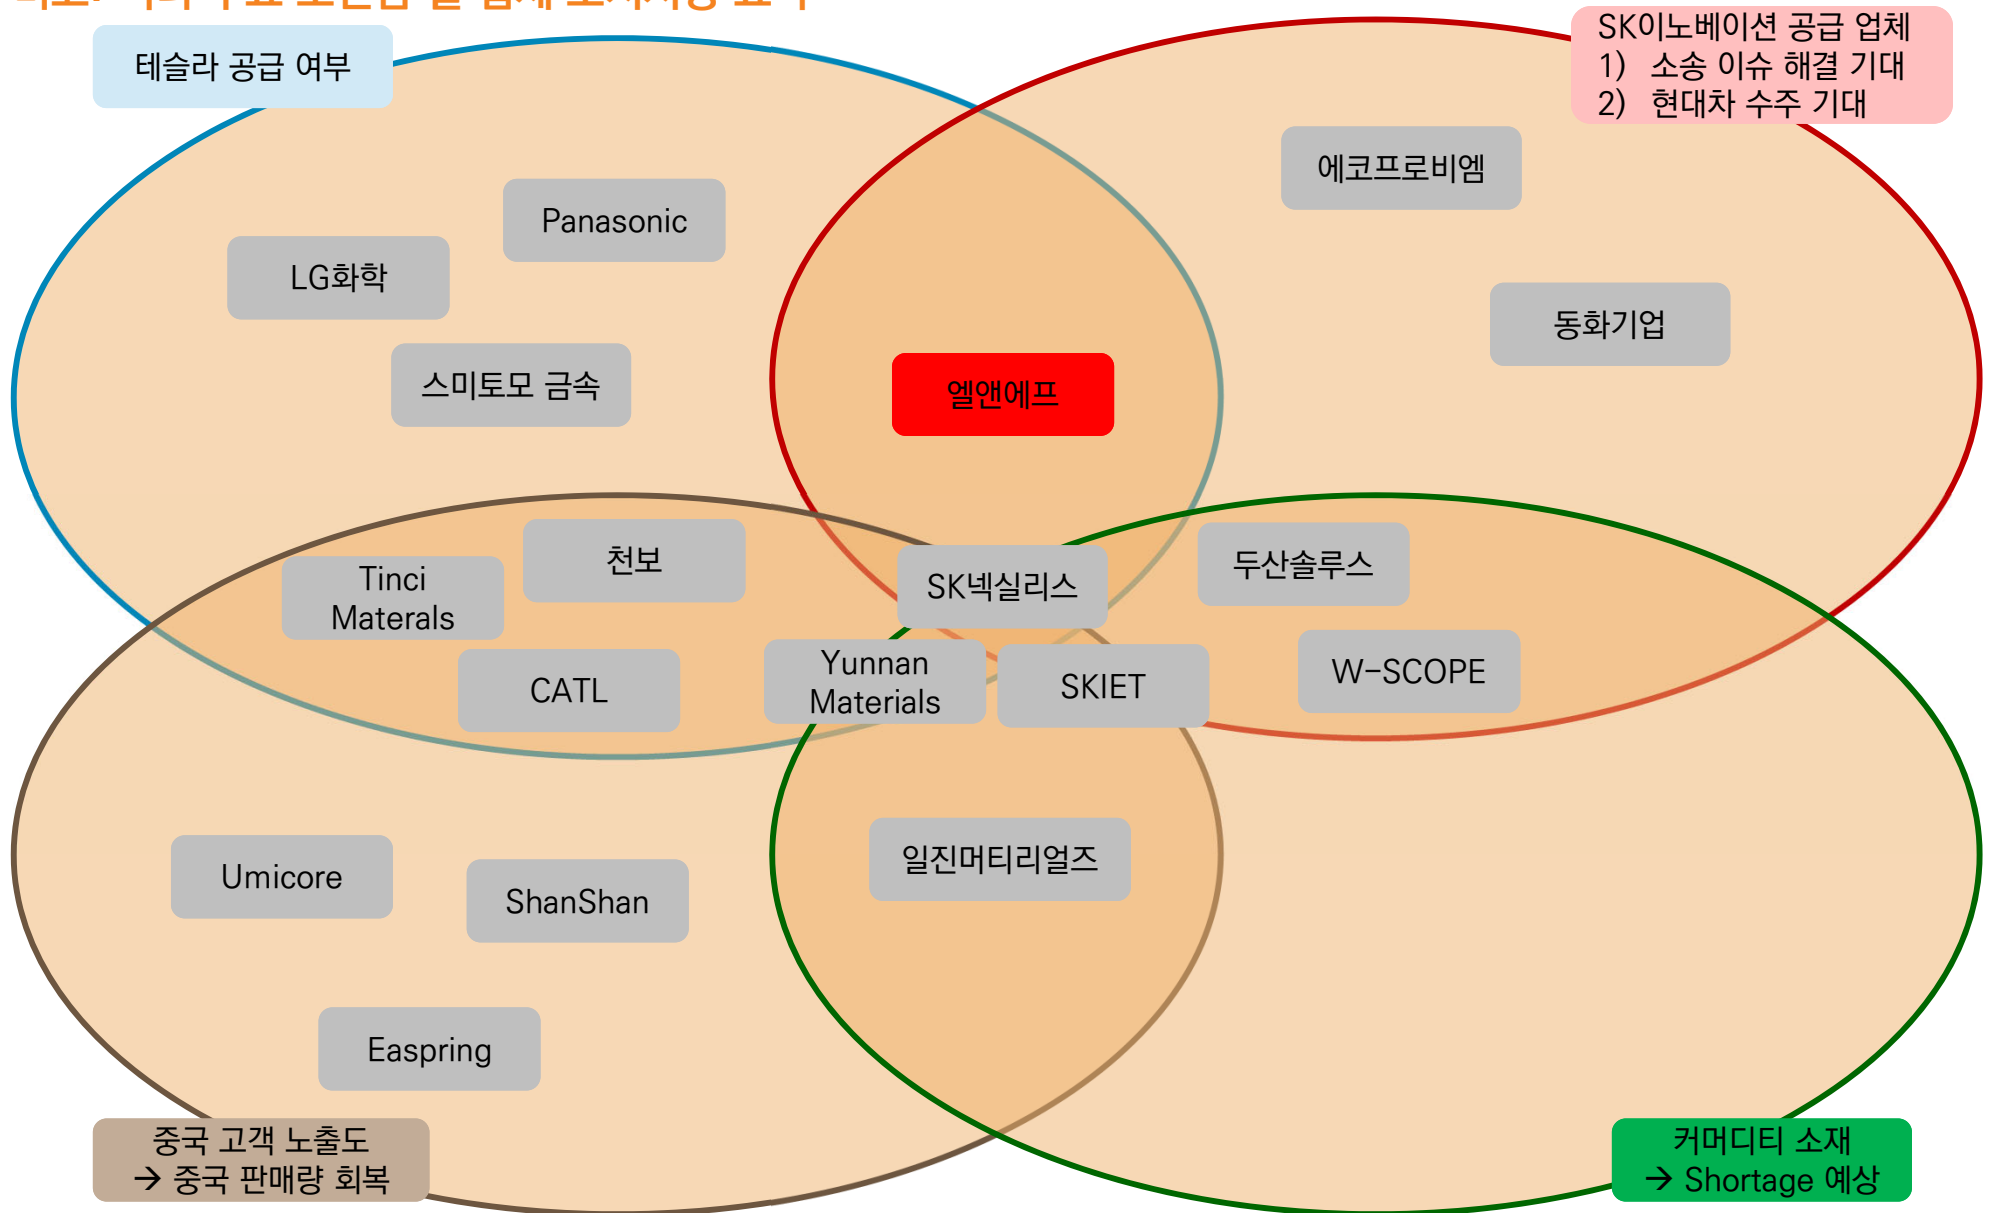 테슬라 공급 여부
SK이노베이션 공급 업체
1) 소송 이슈 해결 기대
2) 현대차 수주 기대
에코프로비엠
Panasonic
LG화학
동화기업
스미토모 금속
엘앤에프
천보
Tinci
Materals
SK넥실리스
두산솔루스
CATL
Yunnan
Materials
SKIET
W-SCOPE
일진머티리얼즈
Umicore
ShanShan
Easpring
중국 고객 노출도
→ 중국 판매량 회복
커머디티 소재
→ Shortage 예상